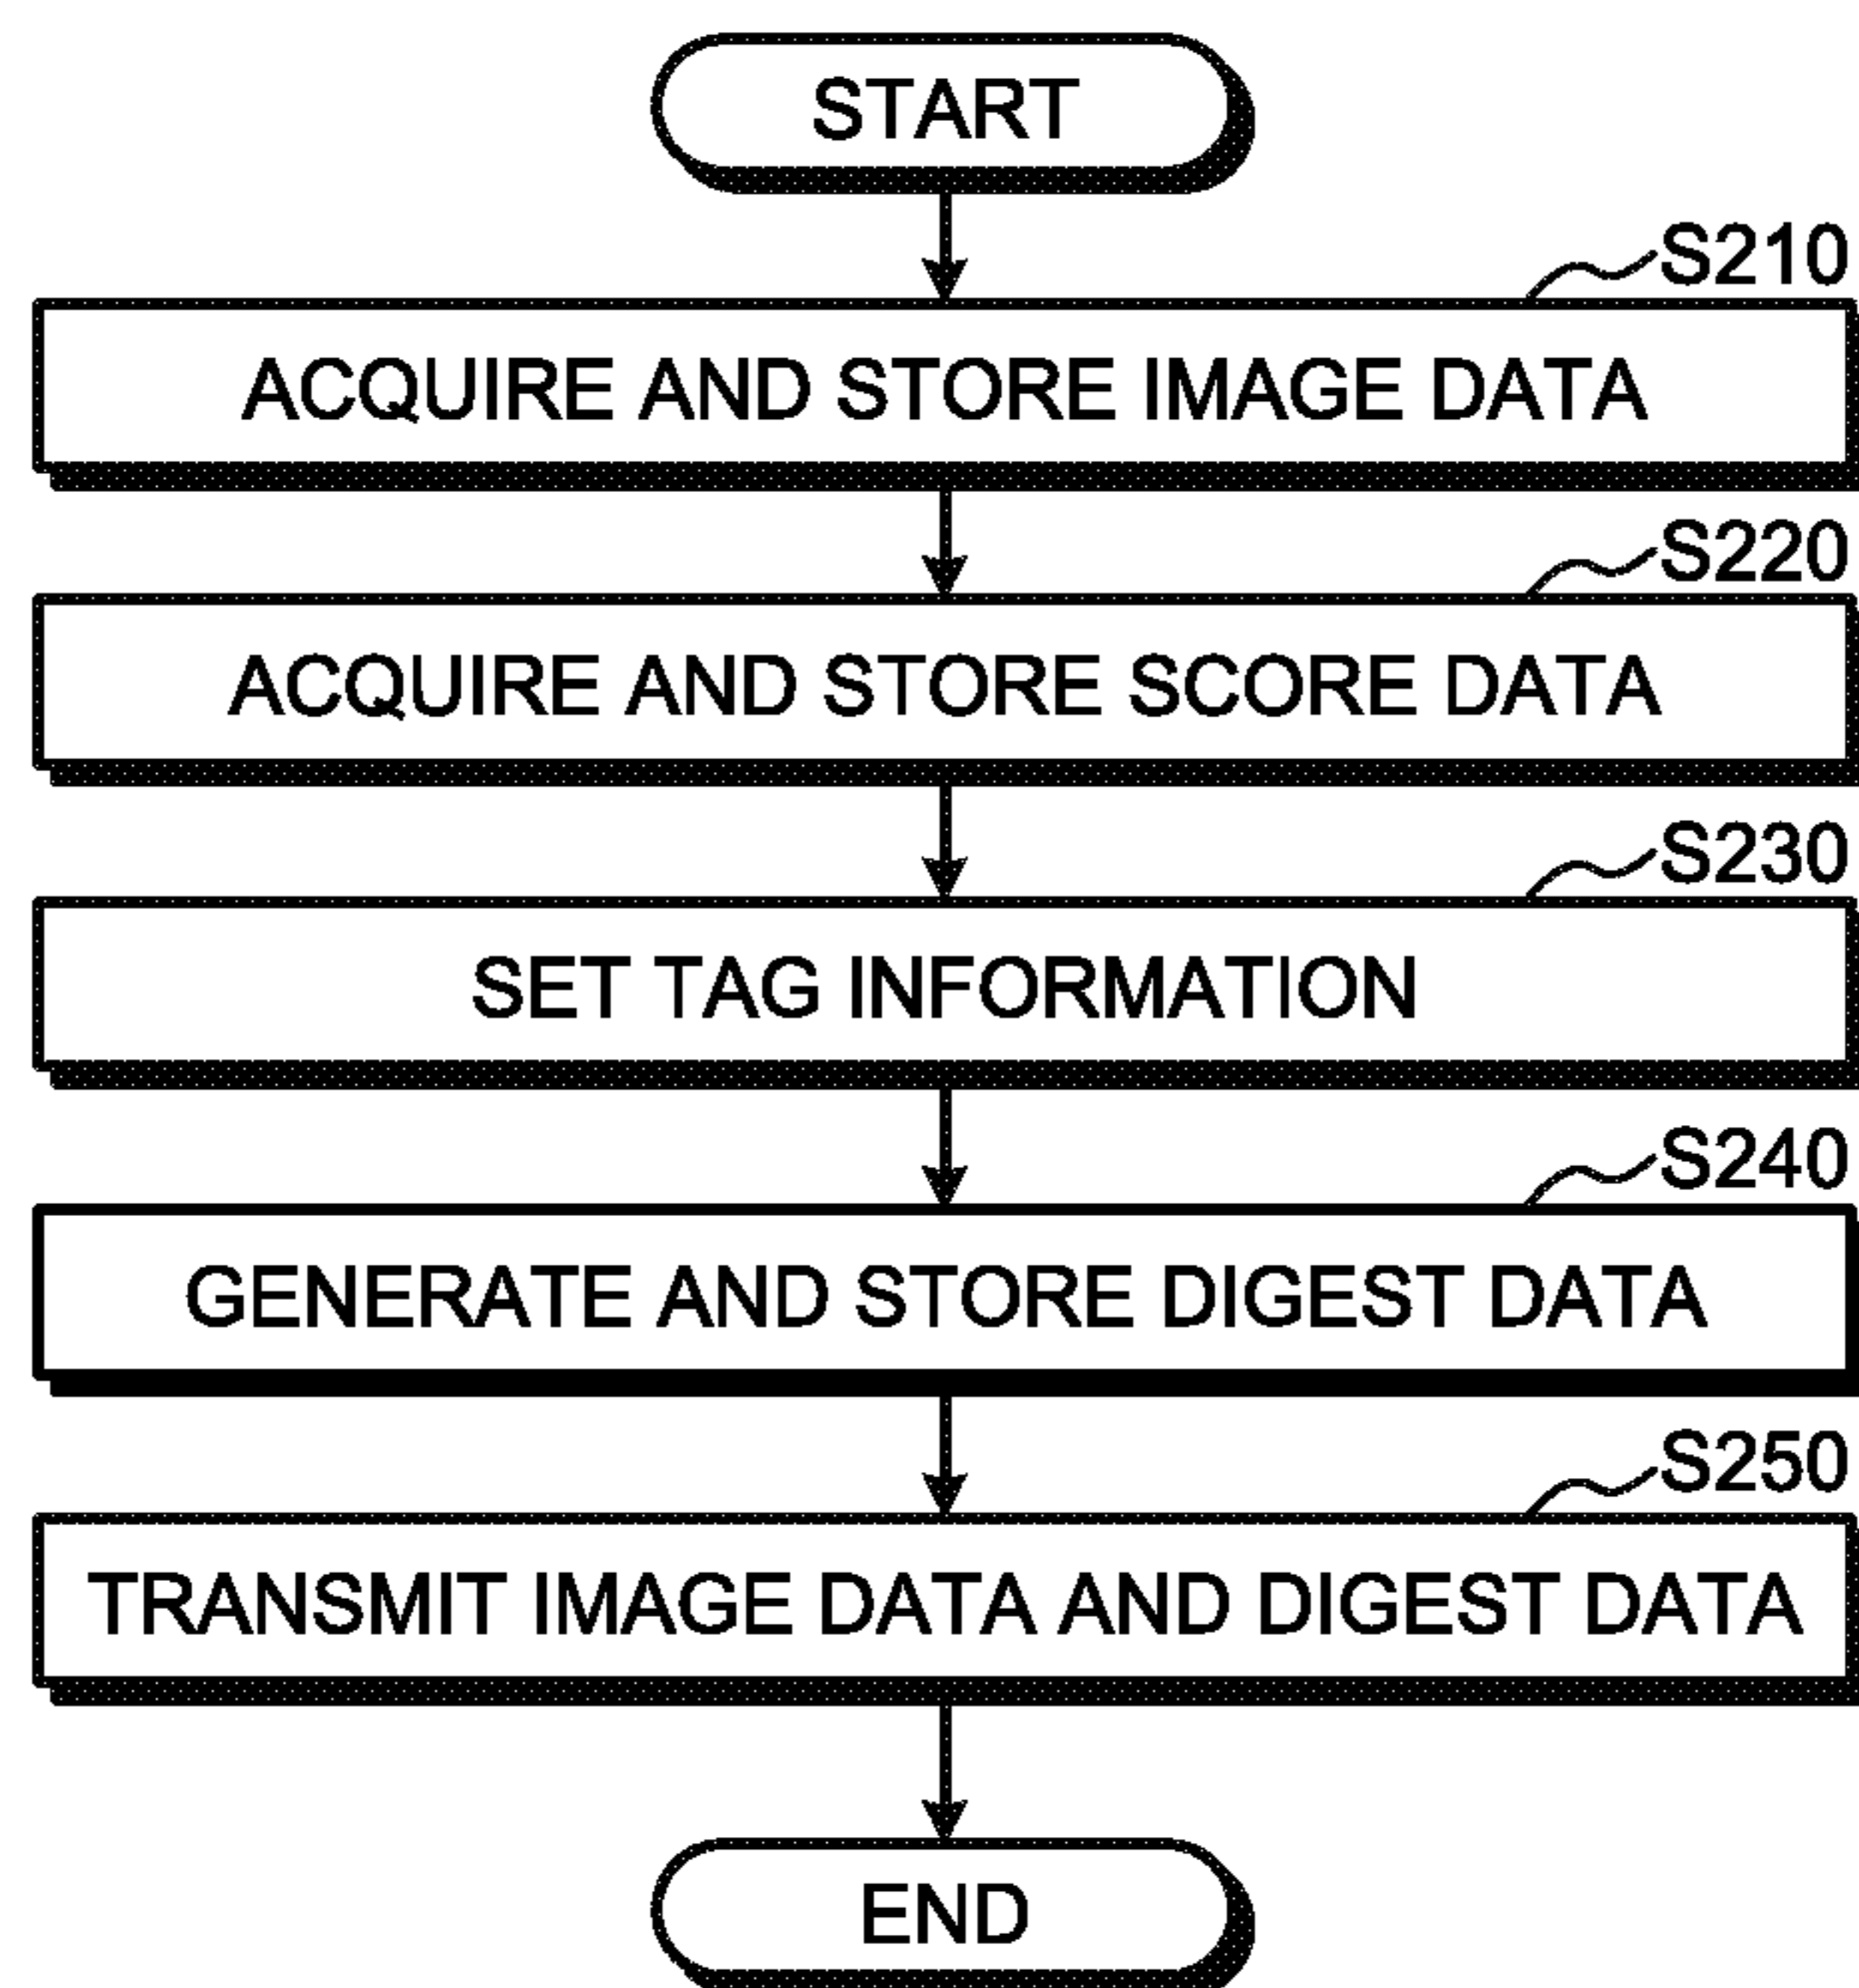 START
S210
ACQUIRE AND STORE IMAGE DATA
S220
ACQUIRE AND STORE SCORE DATA
S230
SET TAG INFORMATION
S240
GENERATE AND STORE DIGEST DATA
S250
TRANSMIT IMAGE DATA AND DIGEST DATA
END